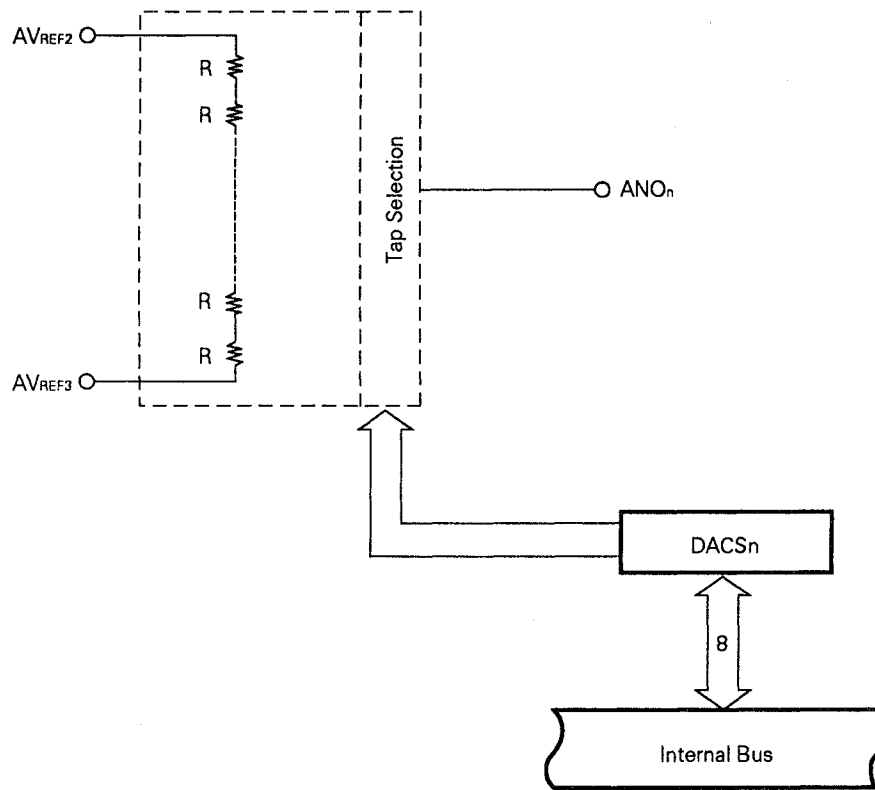 AVREF2
R
R
Tap Selection
ANOn
R
R
AVREF3
DACSn
8
Internal Bus